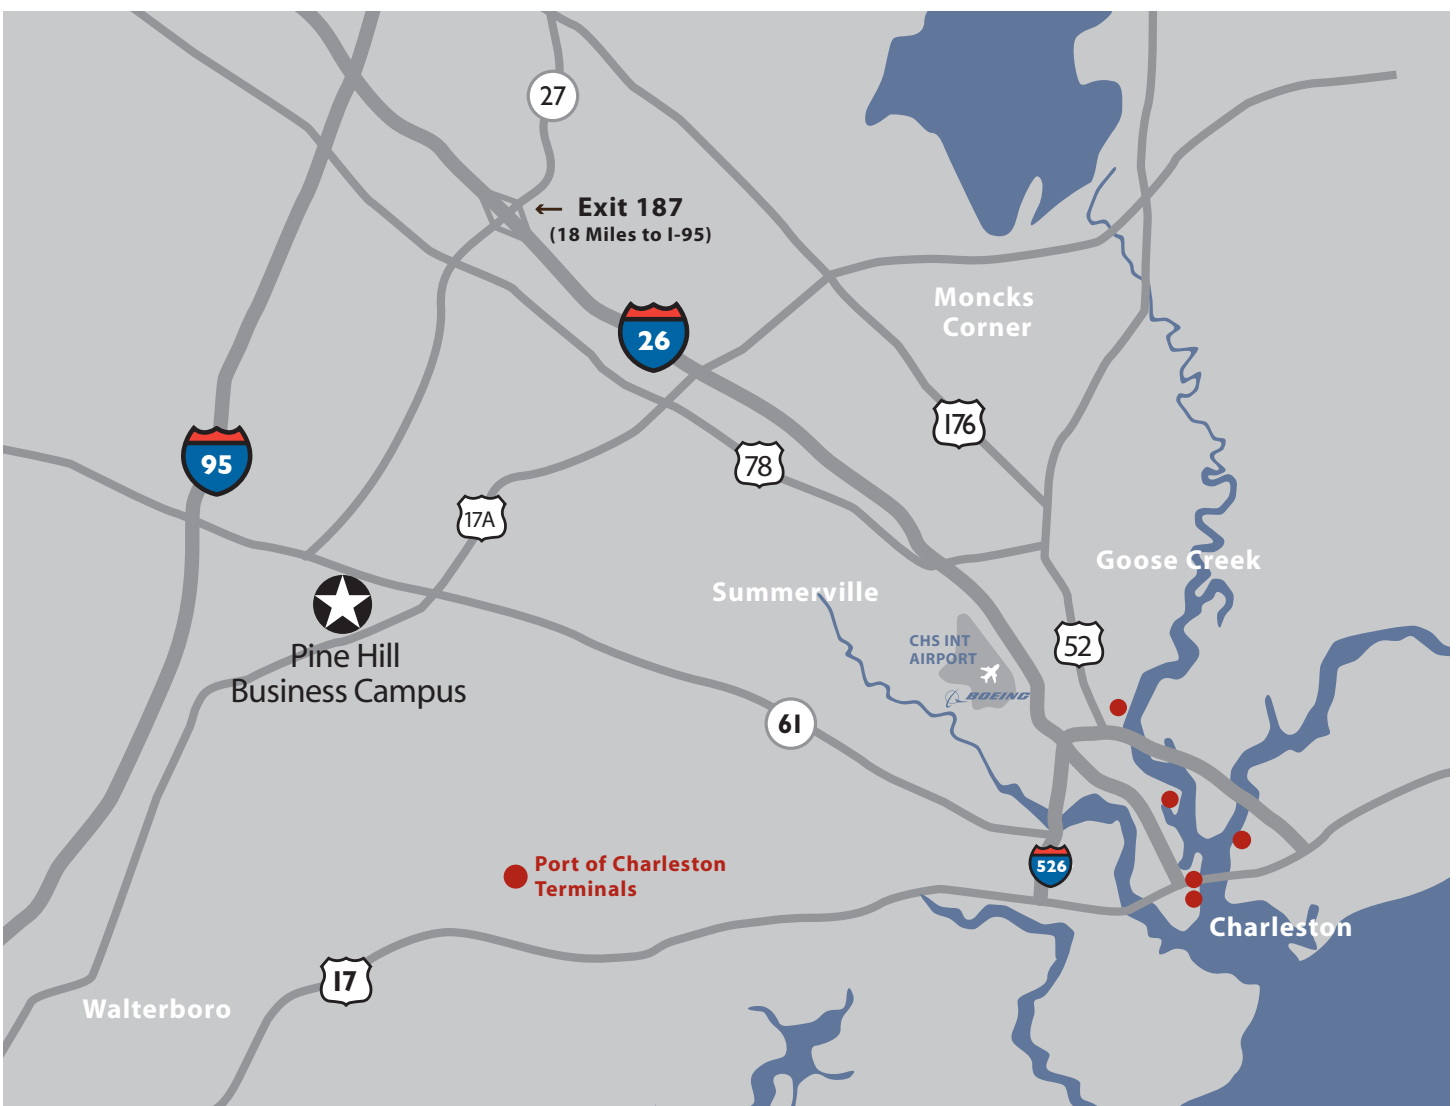 27
Exit 187
(18 Miles to I-95)
Moncks
Corner
26
176
95
78
17A
Goose Creek
Summerville
CHS INT
AIRPORT
52
BOEING
Pine Hill
Business Campus
61
Port of Charleston
Terminals
526
Charleston
17
Walterboro